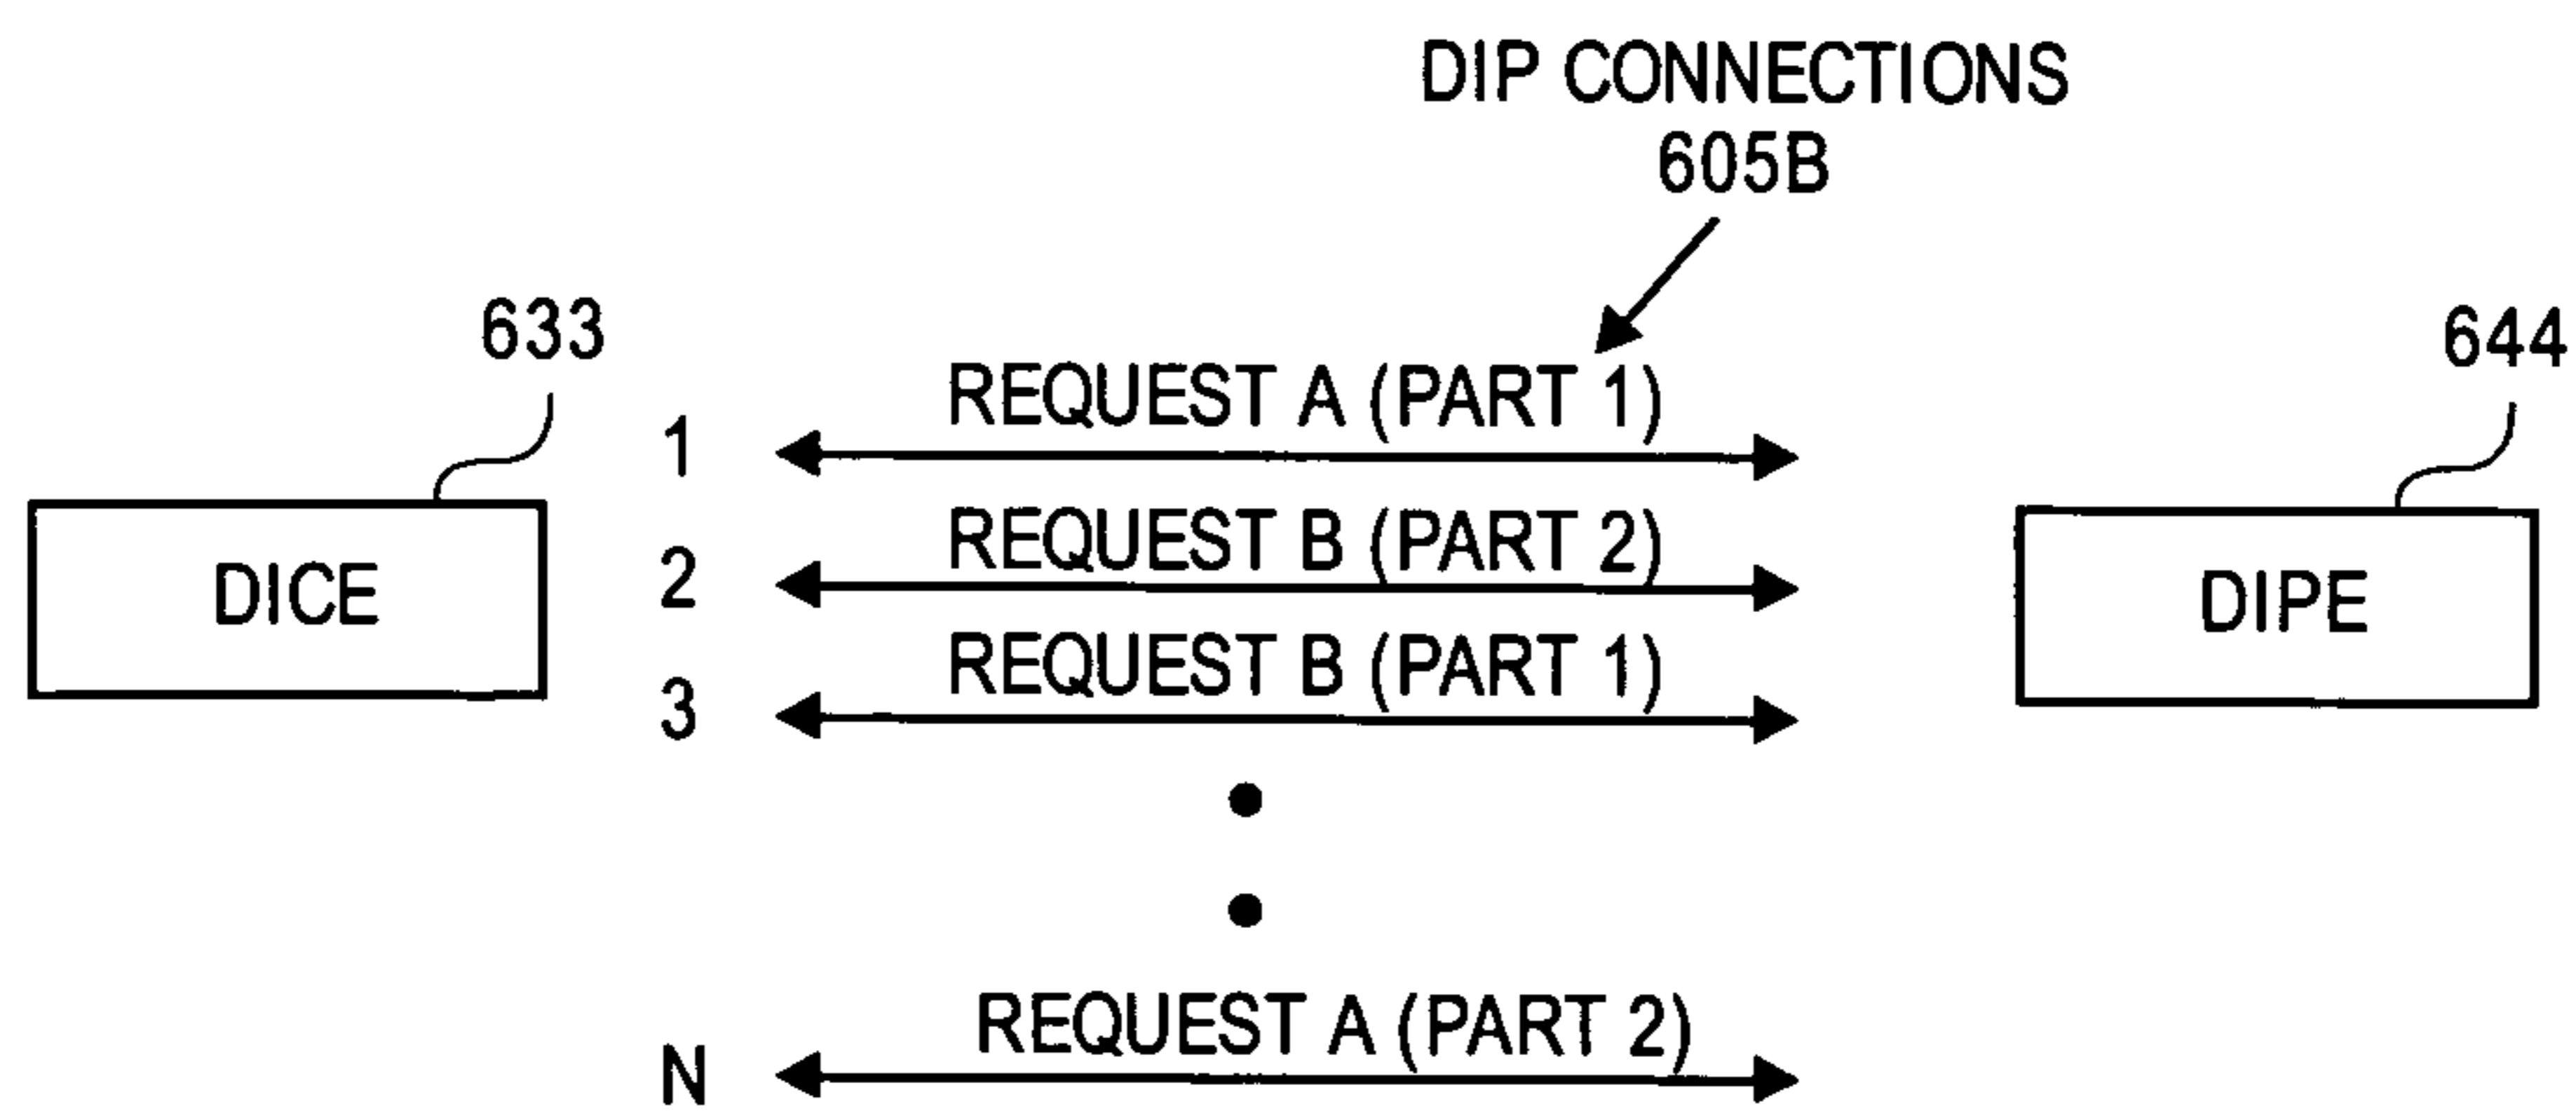 DIP CONNECTIONS
605B
633
644
REQUEST A (PART 1)
1
REQUEST B (PART 2)
2
DICE
DIPE
REQUEST B (PART 1)
3
REQUEST A (PART 2)
N